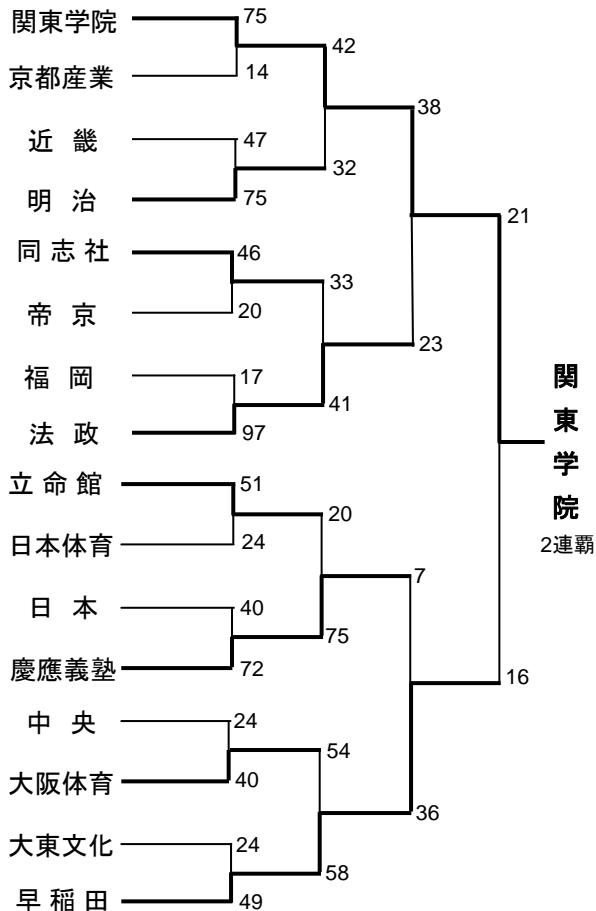 関東学院 75
42
京都産業 14
38
近 畿 47
32
明 治 75
21
同 志 社 46
33
帝 京 20
23
福 岡 17
41
法 政 97
関東学院
2連覇
立 命 館 51
20
日本体育 24
7
日 本 40
75
慶應義塾 72
16
中 央 24
54
大阪体育 40
36
大東文化 24
58
早 稲 田 49